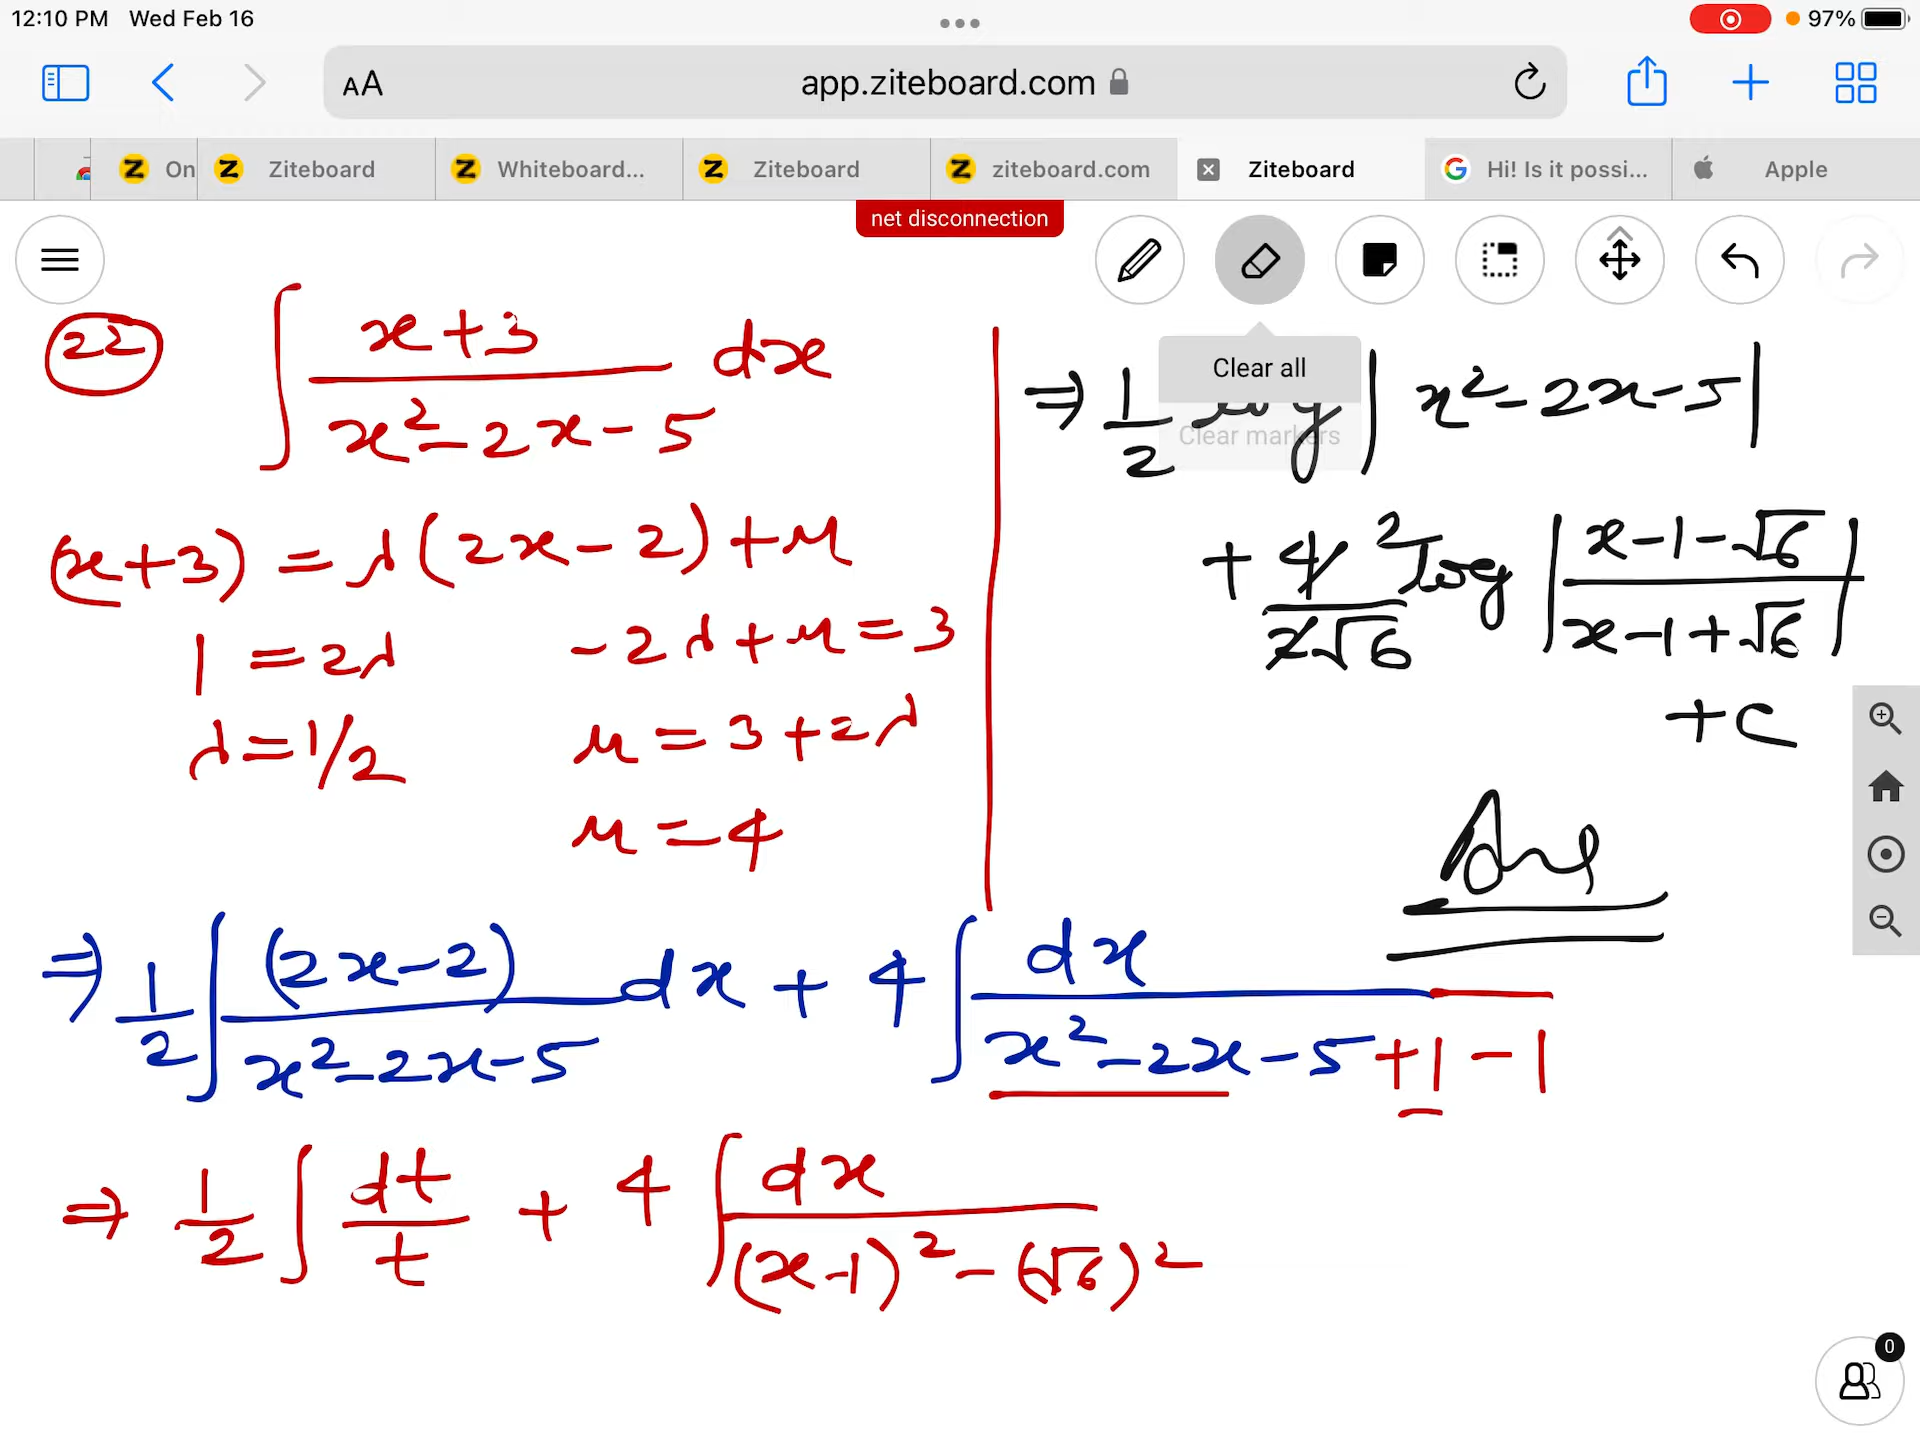 12:10 PM Wed Feb 16
97%
AA app.ziteboard.com
On Ziteboard Whiteboard... Ziteboard ziteboard.com Ziteboard Hi! Is it possi... Apple
net disconnection
Clear all
Clear markers
22 ∫ (x+3)/(x²-2x-5) dx
(x+3) = λ(2x-2)+μ
1 = 2λ -2λ+μ=3
λ=1/2 μ=3+2λ
μ=4
⇒ 1/2 ∫ (2x-2)/(x²-2x-5) dx + 4 ∫ dx/(x²-2x-5+1-1)
⇒ 1/2 ∫ dt/t + 4 ∫ dx/((x-1)²-(√6)²)
⇒ 1/2 log | x²-2x-5|
+ 4/(2√6) 2 log |(x-1-√6)/(x-1+√6)|
+c
Ans
0